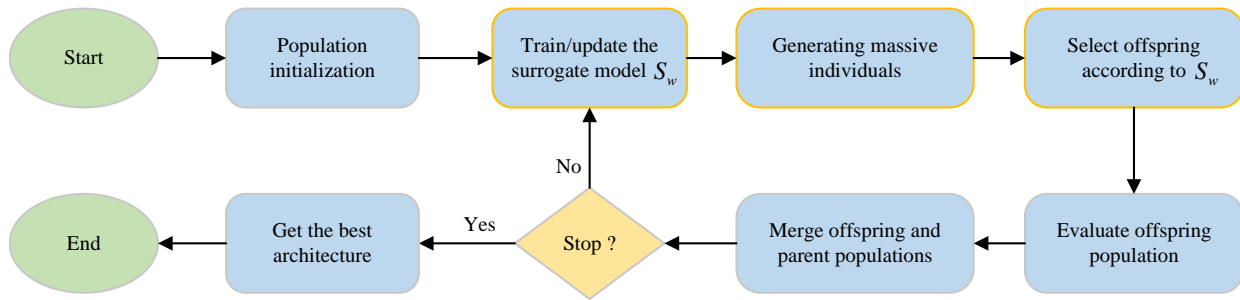 Start
Population
initialization
Train/update the
surrogate model S_w
Generating massive
individuals
Select offspring
according to S_w
No
End
Get the best
architecture
Yes
Stop ?
Merge offspring and
parent populations
Evaluate offspring
population